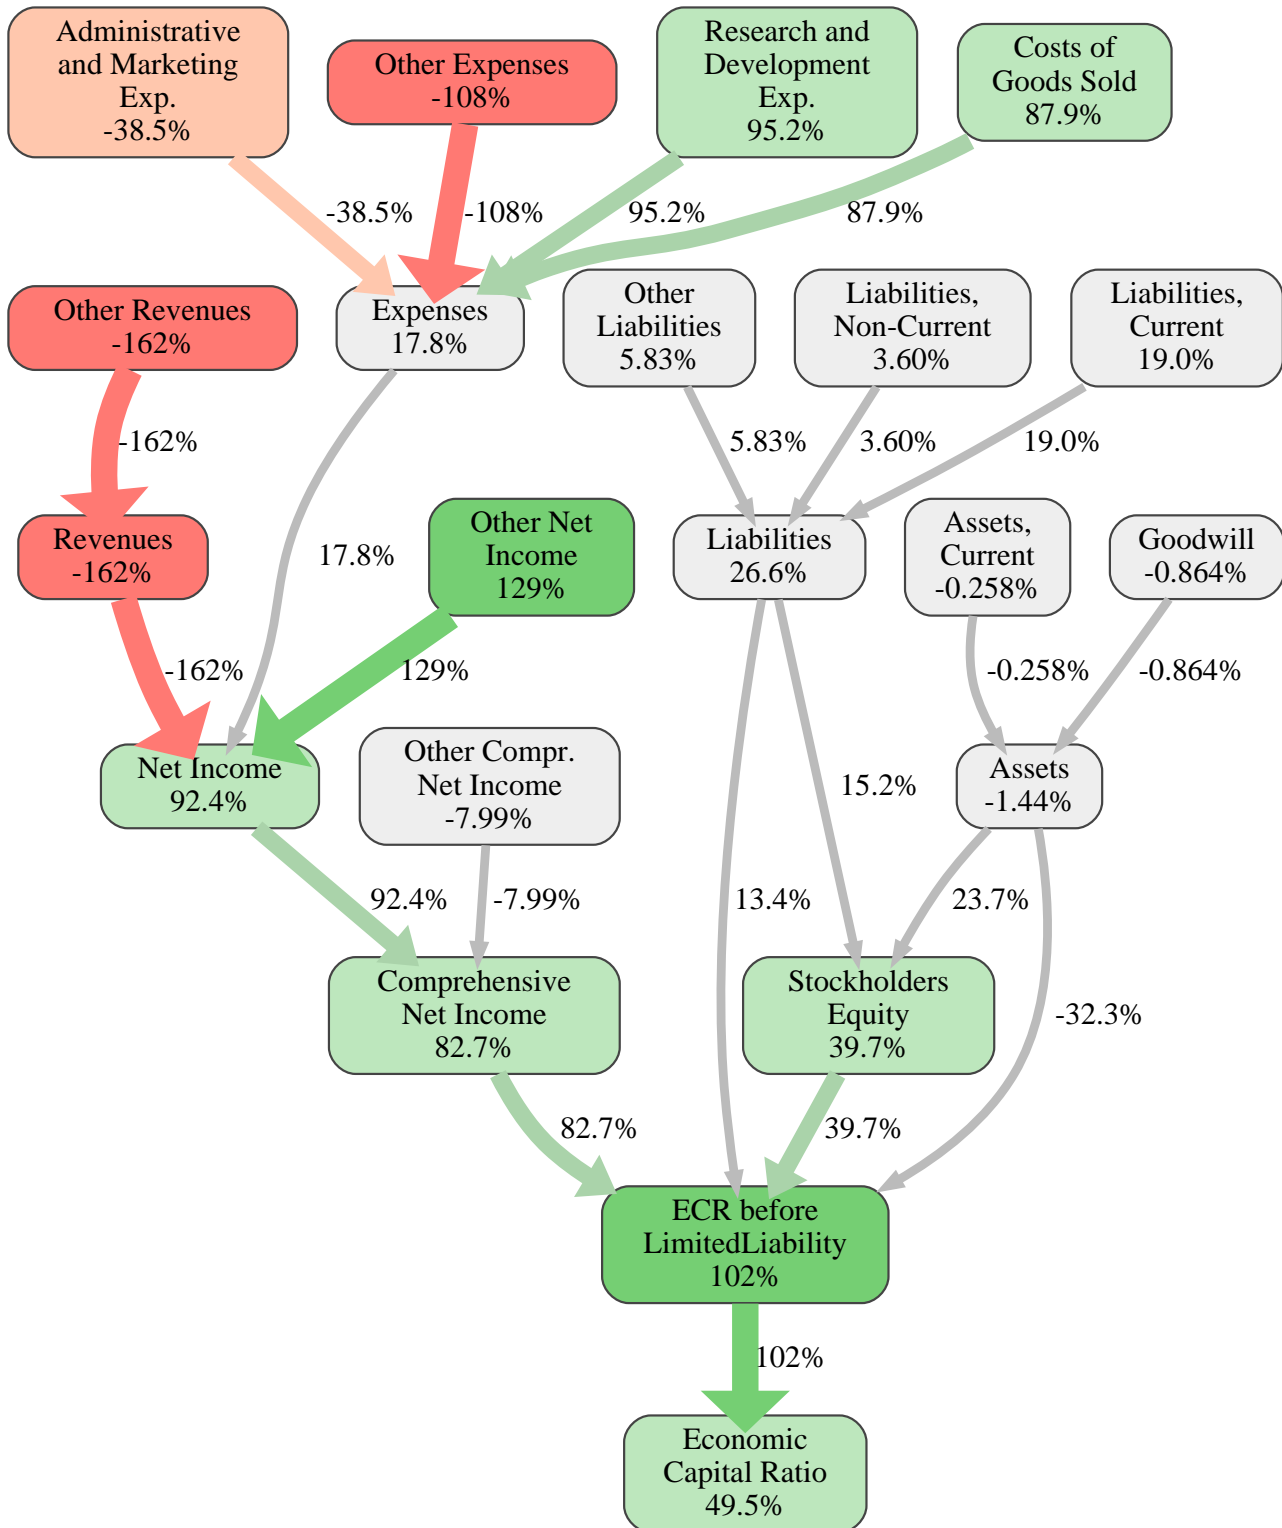 Administrative
and Marketing
Exp.
-38.5%
Other Expenses
-108%
Research and
Development
Exp.
95.2%
Costs of
Goods Sold
87.9%
-38.5%
-108%
95.2%
87.9%
Other Revenues
-162%
Expenses
17.8%
Other
Liabilities
5.83%
Liabilities,
Non-Current
3.60%
Liabilities,
Current
19.0%
-162%
5.83%
3.60%
19.0%
Revenues
-162%
17.8%
Other Net
Income
129%
Liabilities
26.6%
Assets,
Current
-0.258%
Goodwill
-0.864%
-162%
129%
-0.258%
-0.864%
Net Income
92.4%
Other Compr.
Net Income
-7.99%
15.2%
Assets
-1.44%
92.4%
-7.99%
13.4%
23.7%
Comprehensive
Net Income
82.7%
Stockholders
Equity
39.7%
-32.3%
82.7%
39.7%
ECR before
LimitedLiability
102%
102%
Economic
Capital Ratio
49.5%